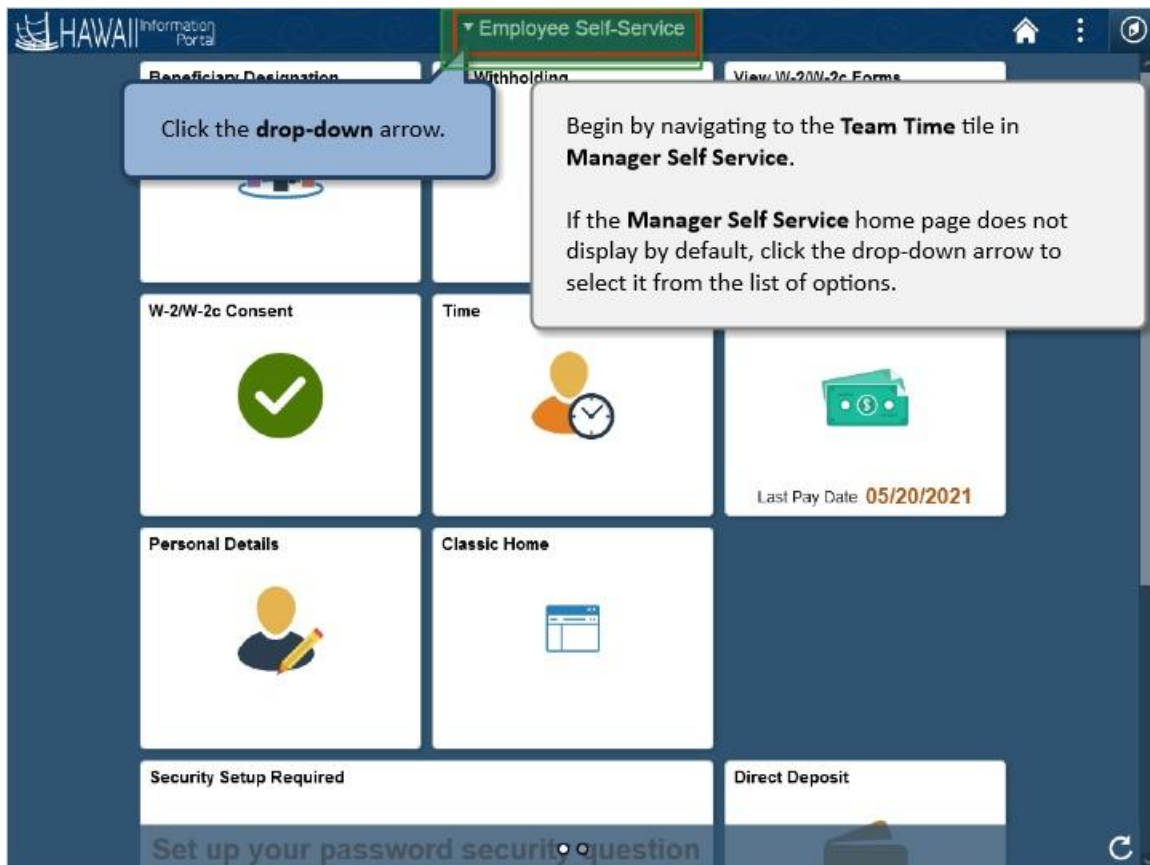 HAWAII Information Portal
Employee Self-Service
Beneficiary Designation
Withholding
View W-2/W-2c Forms
Click the drop-down arrow.
Begin by navigating to the Team Time tile in
Manager Self Service.
If the Manager Self Service home page does not
display by default, click the drop-down arrow to
select it from the list of options.
W-2/W-2c Consent
Time
Last Pay Date 05/20/2021
Personal Details
Classic Home
Security Setup Required
Direct Deposit
Set up your password security question